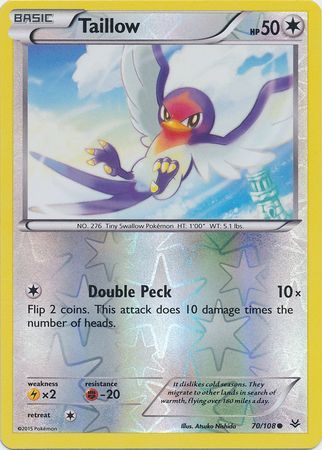 BASIC
Taillow
HP50
NO. 276 Tiny Swallow Pokémon HT: 1'00" WT: 5.1 lbs.
Double Peck 10×
Flip 2 coins. This attack does 10 damage times
the number of heads.
weakness
×2
resistance
-20
retreat
It dislikes cold seasons. They
migrate to other lands in search of
warmth, flying over 180 miles a day.
Illus. Atsuko Nishida
70/108
©2015 Pokémon